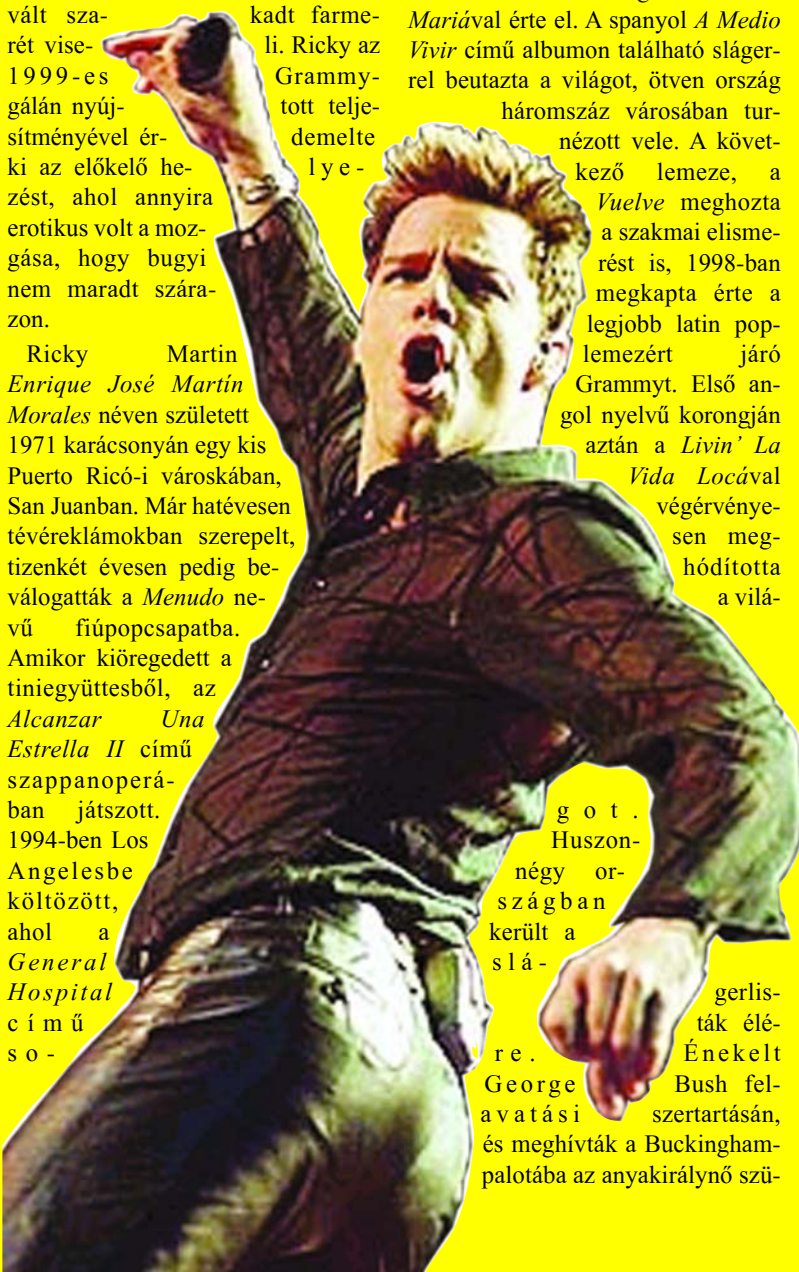 vált sza- kadt farme-
rét vise- li. Ricky az
1999-es Grammy-
gálán nyúj- tott telje-
sítményével ér- demelte
ki az előkelő he- lye-
zést, ahol annyira
erotikus volt a moz-
gása, hogy bugyi
nem maradt szára-
zon.
Ricky Martin
Enrique José Martín
Morales néven született
1971 karácsonyán egy kis
Puerto Ricó-i városkában,
San Juanban. Már hatévesen
tévéreklámokban szerepelt,
tizenkét évesen pedig be-
válogatták a Menudo ne-
vű fiúpopcsapatba.
Amikor kiöregedett a
tiniegyüttesből, az
Alcanzar Una
Estrella II című
szappanoperá-
ban játszott.
1994-ben Los
Angelesbe
költözött,
ahol a
General
Hospital
című
so-
Mariával érte el. A spanyol A Medio
Vivir című albumon található sláger-
rel beutazta a világot, ötven ország
háromszáz városában tur-
nézott vele. A követ-
kező lemeze, a
Vuelve meghozta
a szakmai elisme-
rést is, 1998-ban
megkapta érte a
legjobb latin pop-
lemezért járó
Grammyt. Első an-
gol nyelvű korongján
aztán a Livin’ La
Vida Locával
végérvénye-
sen meg-
hódította
a vilá-
got.
Huszon-
négy or-
szágban
került a
slá-
gerlis-
ták élé-
re. Énekelt
George Bush fel-
avatási szertartásán,
és meghívták a Buckingham-
palotába az anyakirálynő szü-